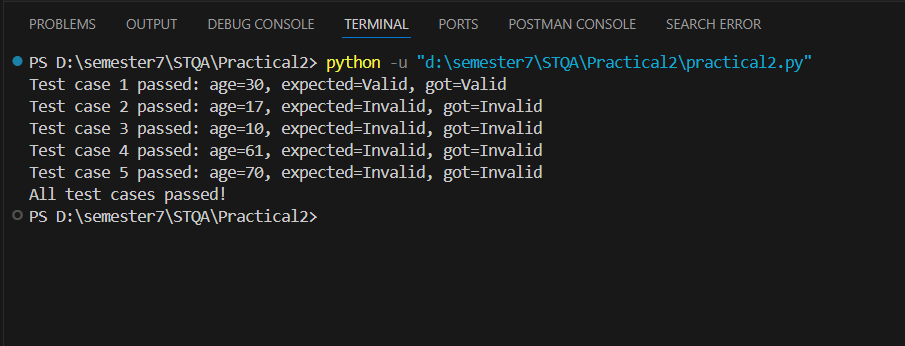 PROBLEMS OUTPUT DEBUG CONSOLE TERMINAL PORTS POSTMAN CONSOLE SEARCH ERROR
PS D:\semester7\STQA\Practical2> python -u "d:\semester7\STQA\Practical2\practical2.py"
Test case 1 passed: age=30, expected=Valid, got=Valid
Test case 2 passed: age=17, expected=Invalid, got=Invalid
Test case 3 passed: age=10, expected=Invalid, got=Invalid
Test case 4 passed: age=61, expected=Invalid, got=Invalid
Test case 5 passed: age=70, expected=Invalid, got=Invalid
All test cases passed!
PS D:\semester7\STQA\Practical2>